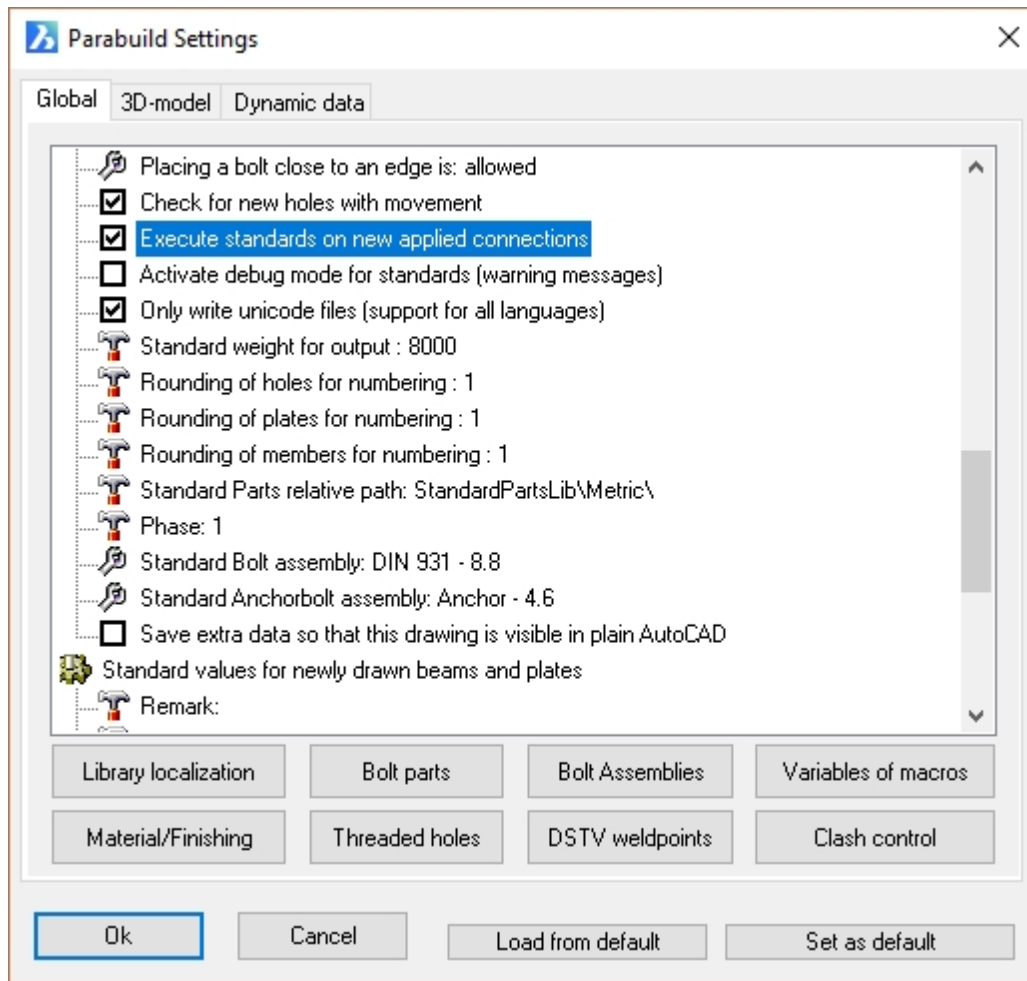 Parabuild Settings
Global 3D-model Dynamic data
Placing a bolt close to an edge is: allowed
Check for new holes with movement
Execute standards on new applied connections
Activate debug mode for standards (warning messages)
Only write unicode files (support for all languages)
Standard weight for output : 8000
Rounding of holes for numbering : 1
Rounding of plates for numbering : 1
Rounding of members for numbering : 1
Standard Parts relative path: StandardPartsLib\Metric\
Phase: 1
Standard Bolt assembly: DIN 931 - 8.8
Standard Anchorbolt assembly: Anchor - 4.6
Save extra data so that this drawing is visible in plain AutoCAD
Standard values for newly drawn beams and plates
Remark:
Library localization Bolt parts Bolt Assemblies Variables of macros
Material/Finishing Threaded holes DSTV weldpoints Clash control
Ok Cancel Load from default Set as default